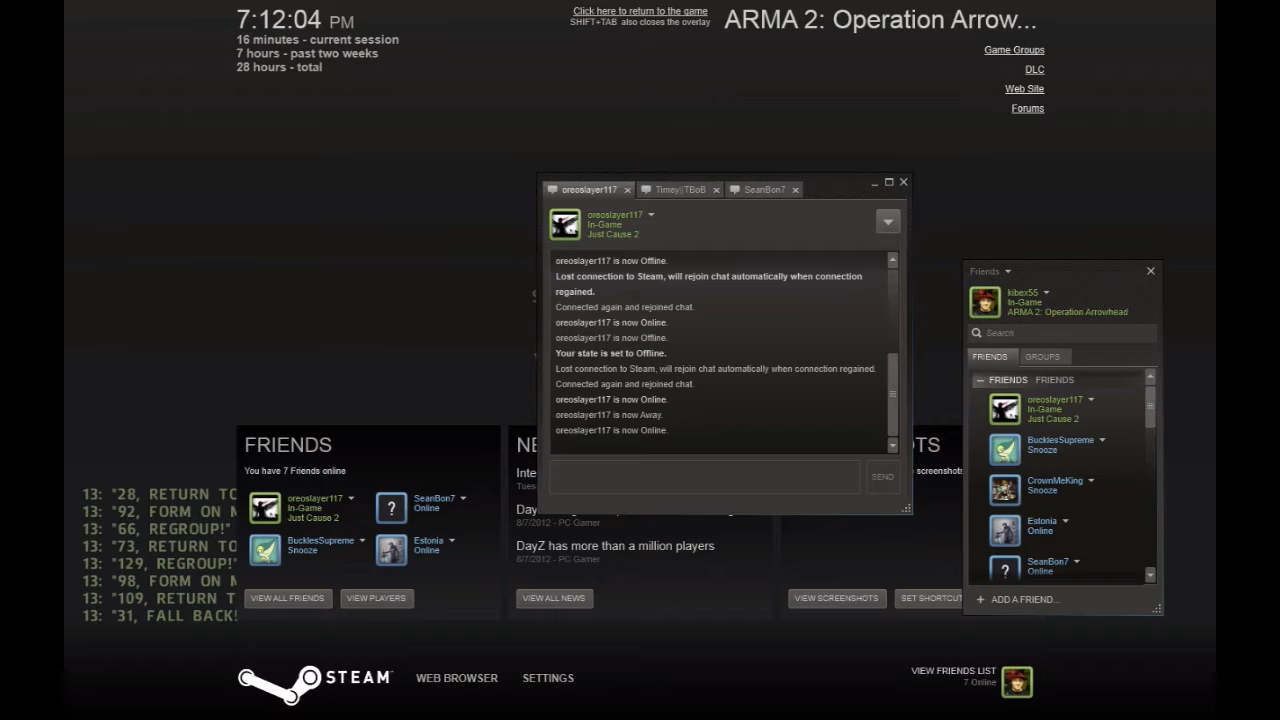 7:12:04 PM
16 minutes - current session
7 hours - past two weeks
28 hours - total
Click here to return to the game
SHIFT+TAB also closes the overlay
ARMA 2: Operation Arrow...
Game Groups
DLC
Web Site
Forums
oreoslayer117
Timey||TBoB
SeanBon7
oreoslayer117
In-Game
Just Cause 2
oreoslayer117 is now Offline.
Lost connection to Steam, will rejoin chat automatically when connection
regained.
Connected again and rejoined chat.
oreoslayer117 is now Online.
oreoslayer117 is now Offline.
Your state is set to Offline.
Lost connection to Steam, will rejoin chat automatically when connection regained.
Connected again and rejoined chat.
oreoslayer117 is now Online.
oreoslayer117 is now Away.
oreoslayer117 is now Online.
SEND
Friends
kibex55
In-Game
ARMA 2: Operation Arrowhead
Search
FRIENDS
GROUPS
FRIENDS FRIENDS
oreoslayer117
In-Game
Just Cause 2
BucklesSupreme
Snooze
CrownMeKing
Snooze
Estonia
Online
SeanBon7
Online
ADD A FRIEND...
FRIENDS
You have 7 Friends online
oreoslayer117
In-Game
Just Cause 2
SeanBon7
Online
BucklesSupreme
Snooze
Estonia
Online
VIEW ALL FRIENDS
VIEW PLAYERS
NE
Inte
Tues
Day
8/7/2012 - PC Gamer
DayZ has more than a million players
8/7/2012 - PC Gamer
VIEW ALL NEWS
OTS
screenshots
VIEW SCREENSHOTS
SET SHORTCUT
13: "28, RETURN TO
13: "92, FORM ON M
13: "66, REGROUP!"
13: "73, RETURN TO
13: "129, REGROUP!"
13: "98, FORM ON M
13: "109, RETURN T
13: "31, FALL BACK!
STEAM
WEB BROWSER
SETTINGS
VIEW FRIENDS LIST
7 Online